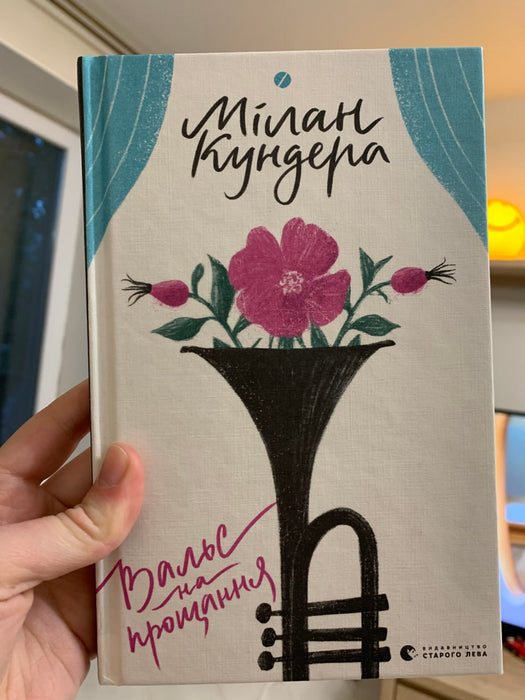 Мілан
Кундера
Вальс
на
прощання
ВИДАВНИЦТВО
СТАРОГО ЛЕВА